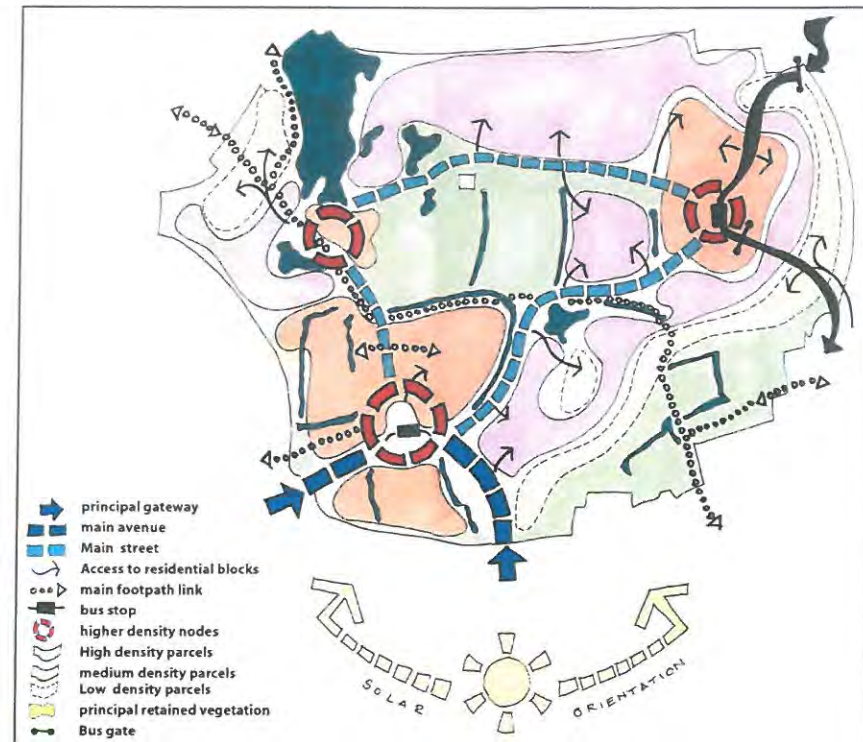 principal gateway
main avenue
Main street
Access to residential blocks
main footpath link
bus stop
higher density nodes
High density parcels
medium density parcels
Low density parcels
principal retained vegetation
Bus gate
SOLAR ORIENTATION